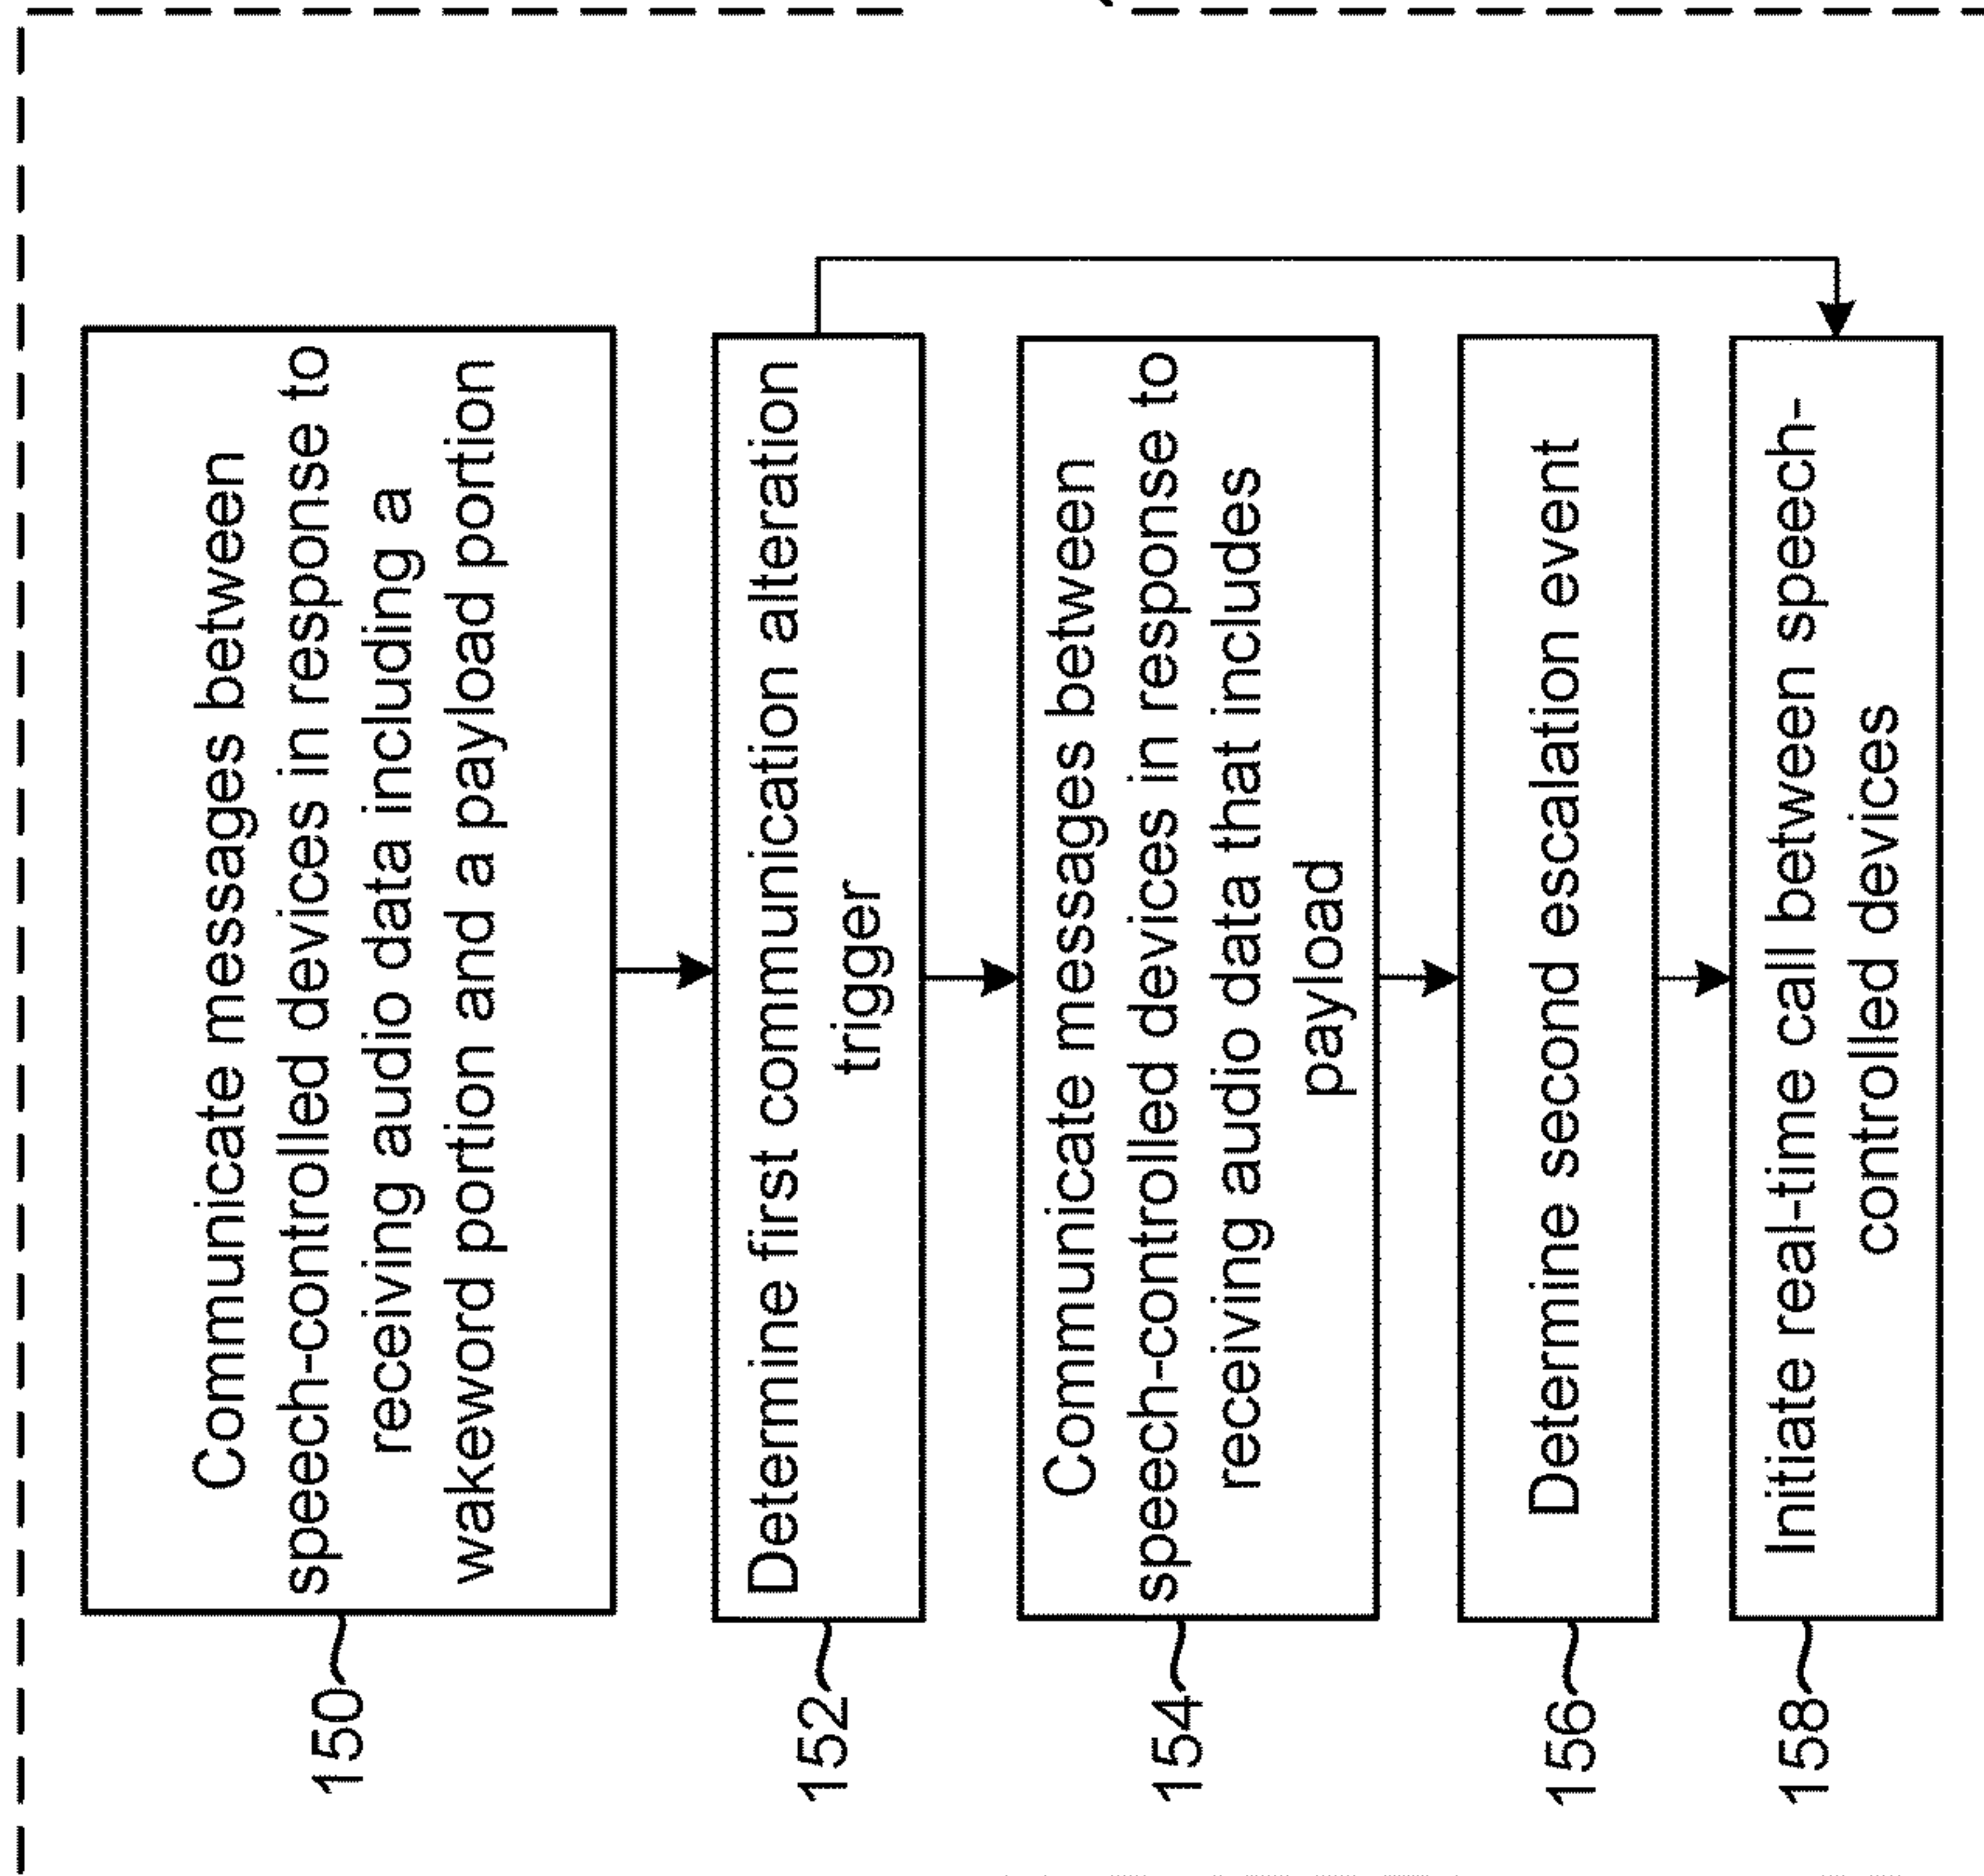 150
Communicate messages between
speech-controlled devices in response to
receiving audio data including a
wakeword portion and a payload portion
152
Determine first communication alteration
trigger
154
Communicate messages between
speech-controlled devices in response to
receiving audio data that includes
payload
156
Determine second escalation event
158
Initiate real-time call between speech-
controlled devices